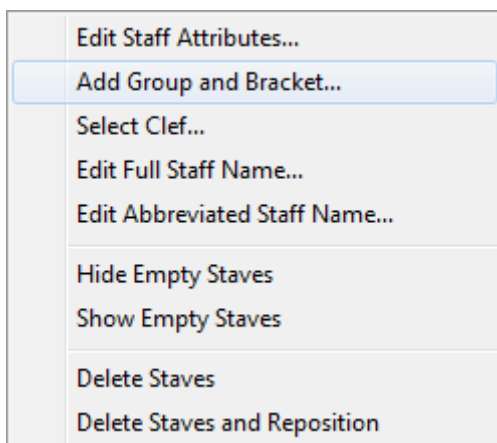 Edit Staff Attributes...
Add Group and Bracket...
Select Clef...
Edit Full Staff Name...
Edit Abbreviated Staff Name...
Hide Empty Staves
Show Empty Staves
Delete Staves
Delete Staves and Reposition